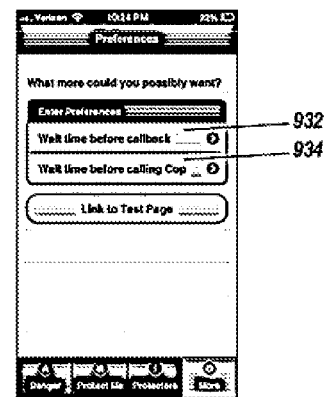 Verizon 10:24 PM 22%
Preferences
What more could you possibly want?
Enter Preferences
Wait time before callback
932
Wait time before calling Cop
934
Link to Test Page
Danger Protect Me Protectors More